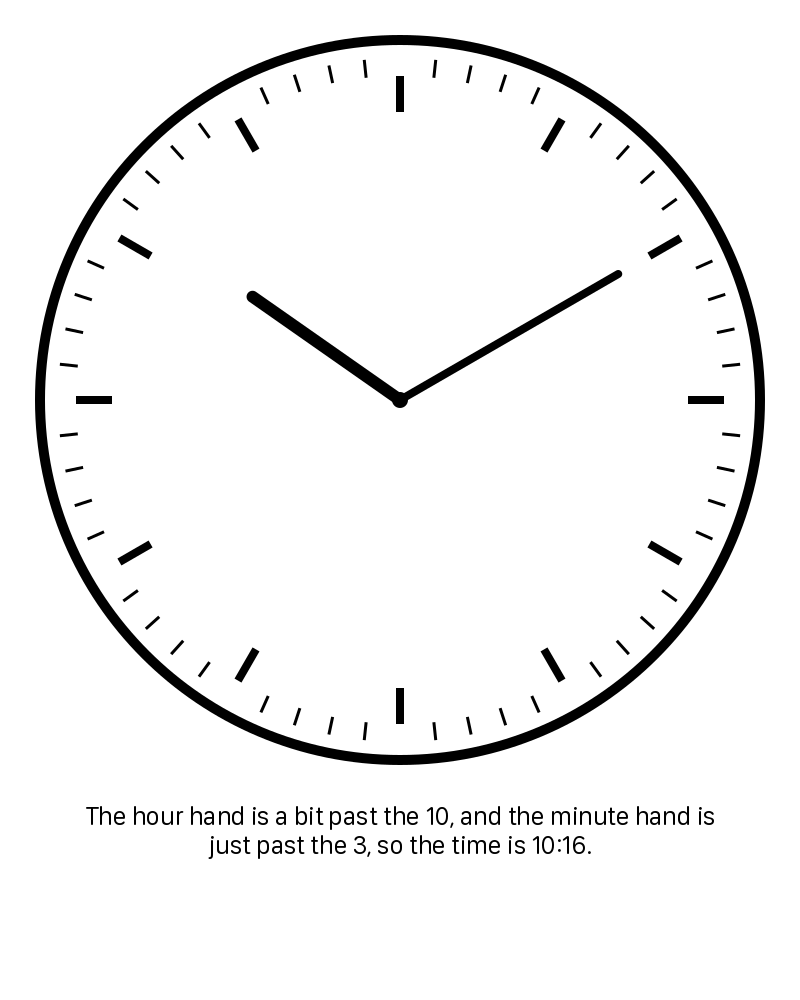 The hour hand is a bit past the 10, and the minute hand is
just past the 3, so the time is 10:16.